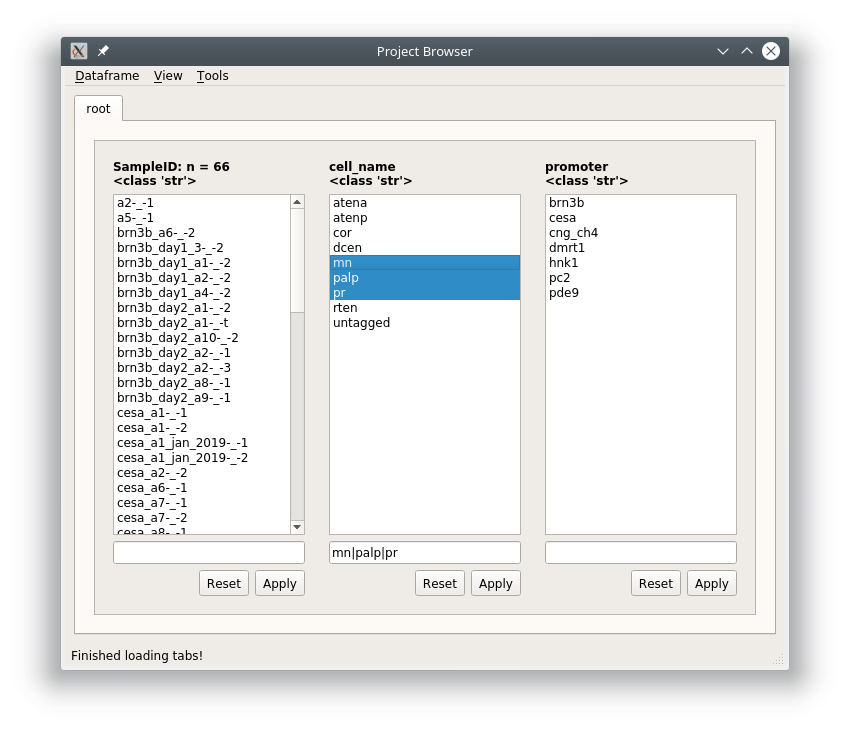 Project Browser
Dataframe View Tools
root
SampleID: n = 66
<class 'str'>
a2-_-1
a5-_-1
brn3b_a6-_-2
brn3b_day1_3-_-2
brn3b_day1_a1-_-2
brn3b_day1_a2-_-2
brn3b_day1_a4-_-2
brn3b_day2_a1-_-2
brn3b_day2_a1-_-t
brn3b_day2_a10-_-2
brn3b_day2_a2-_-1
brn3b_day2_a2-_-3
brn3b_day2_a8-_-1
brn3b_day2_a9-_-1
cesa_a1-_-1
cesa_a1-_-2
cesa_a1_jan_2019-_-1
cesa_a1_jan_2019-_-2
cesa_a2-_-2
cesa_a6-_-1
cesa_a7-_-1
cesa_a7-_-2
cesa_a8-_-1
Reset Apply
cell_name
<class 'str'>
atena
atenp
cor
dcen
mn
palp
pr
rten
untagged
mn|palp|pr
Reset Apply
promoter
<class 'str'>
brn3b
cesa
cng_ch4
dmrt1
hnk1
pc2
pde9
Reset Apply
Finished loading tabs!